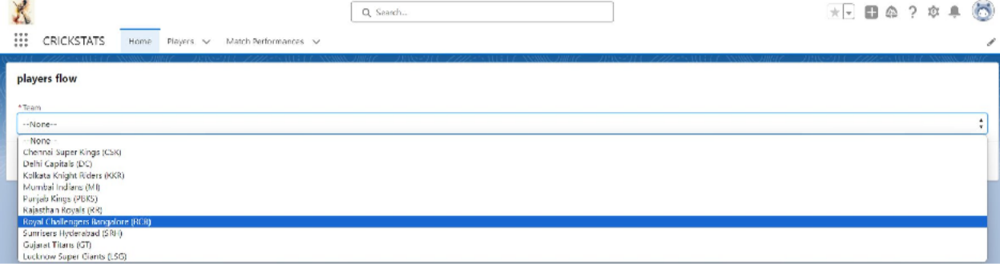 Search...
CRICKSTATS Home Players Match Performances
players flow
*Team
--None--
--None--
Chennai Super Kings (CSK)
Delhi Capitals (DC)
Kolkata Knight Riders (KKR)
Mumbai Indians (MI)
Punjab Kings (PBKS)
Rajasthan Royals (RR)
Royal Challengers Bangalore (RCB)
Sunrisers Hyderabad (SRH)
Gujarat Titans (GT)
Lucknow Super Giants (LSG)